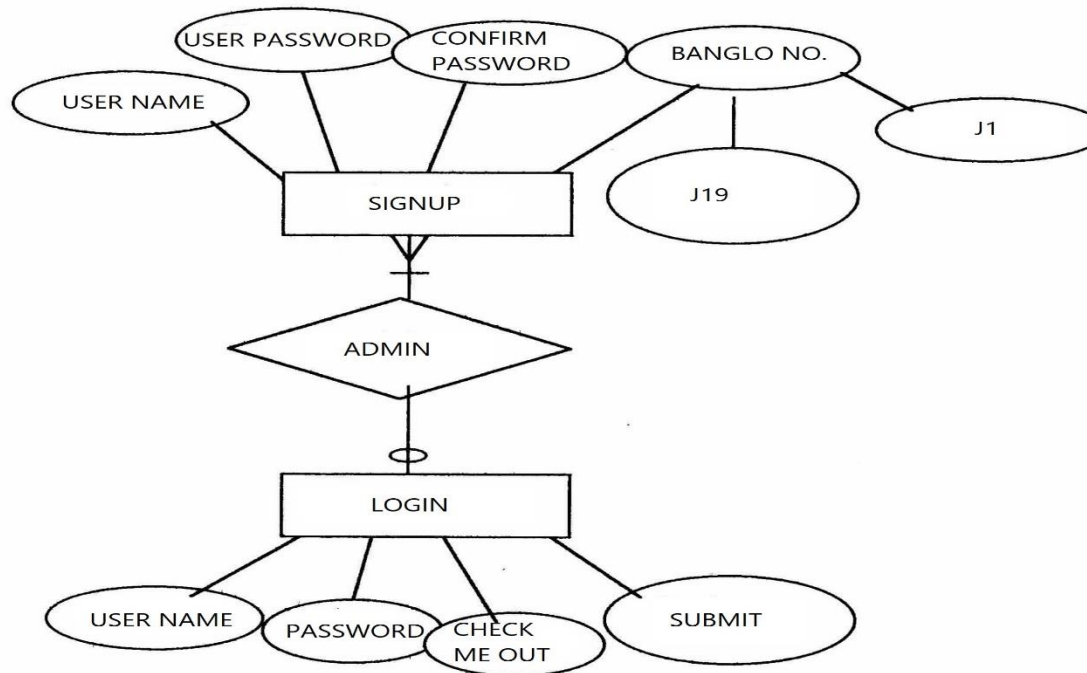 USER PASSWORD
CONFIRM
PASSWORD
BANGLO NO.
USER NAME
J1
J19
SIGNUP
ADMIN
LOGIN
USER NAME
PASSWORD
CHECK
ME OUT
SUBMIT